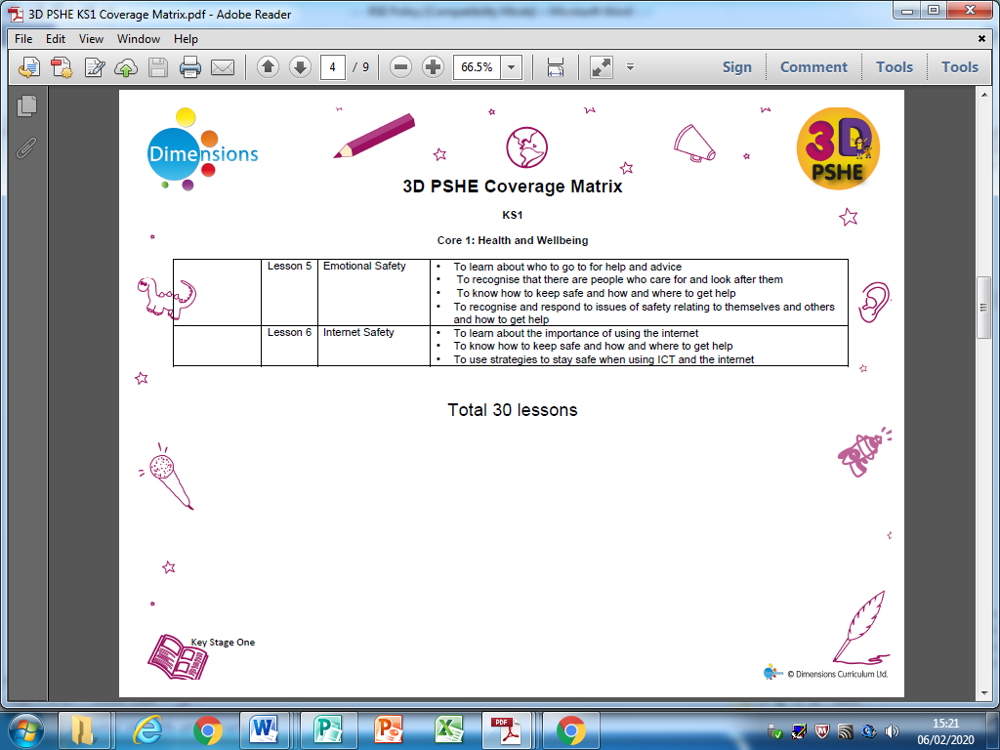 3D PSHE KS1 Coverage Matrix.pdf - Adobe Reader
File Edit View Window Help
4 / 9 66.5% Sign Comment Tools Tools
Dimensions
3D
PSHE
3D PSHE Coverage Matrix
KS1
Core 1: Health and Wellbeing
Lesson 5 Emotional Safety
• To learn about who to go to for help and advice
• To recognise that there are people who care for and look after them
• To know how to keep safe and how and where to get help
• To recognise and respond to issues of safety relating to themselves and others
and how to get help
Lesson 6 Internet Safety
• To learn about the importance of using the internet
• To know how to keep safe and how and where to get help
• To use strategies to stay safe when using ICT and the internet
Total 30 lessons
Key Stage One
© Dimensions Curriculum Ltd.
15:21
06/02/2020